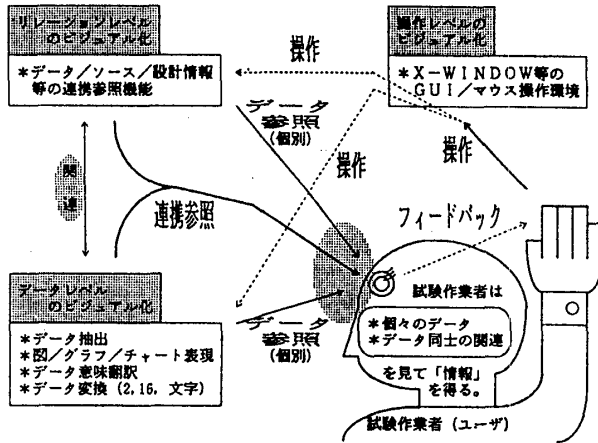 リレーションレベル
のビジュアル化
*データ/ソース/設計情報
等の連携参照機能
操作レベルの
ビジュアル化
*X-WINDOW等の
GUI/マウス操作環境
操作
データ
参照
(個別)
操作
操作
関
連
連携参照
フィードバック
データレベル
のビジュアル化
*データ抽出
*図/グラフ/チャート表現
*データ意味翻訳
*データ変換(2,16,文字)
データ
参照
(個別)
試験作業者は
*個々のデータ
*データ同士の関連
を見て「情報」
を得る。
試験作業者(ユーザ)